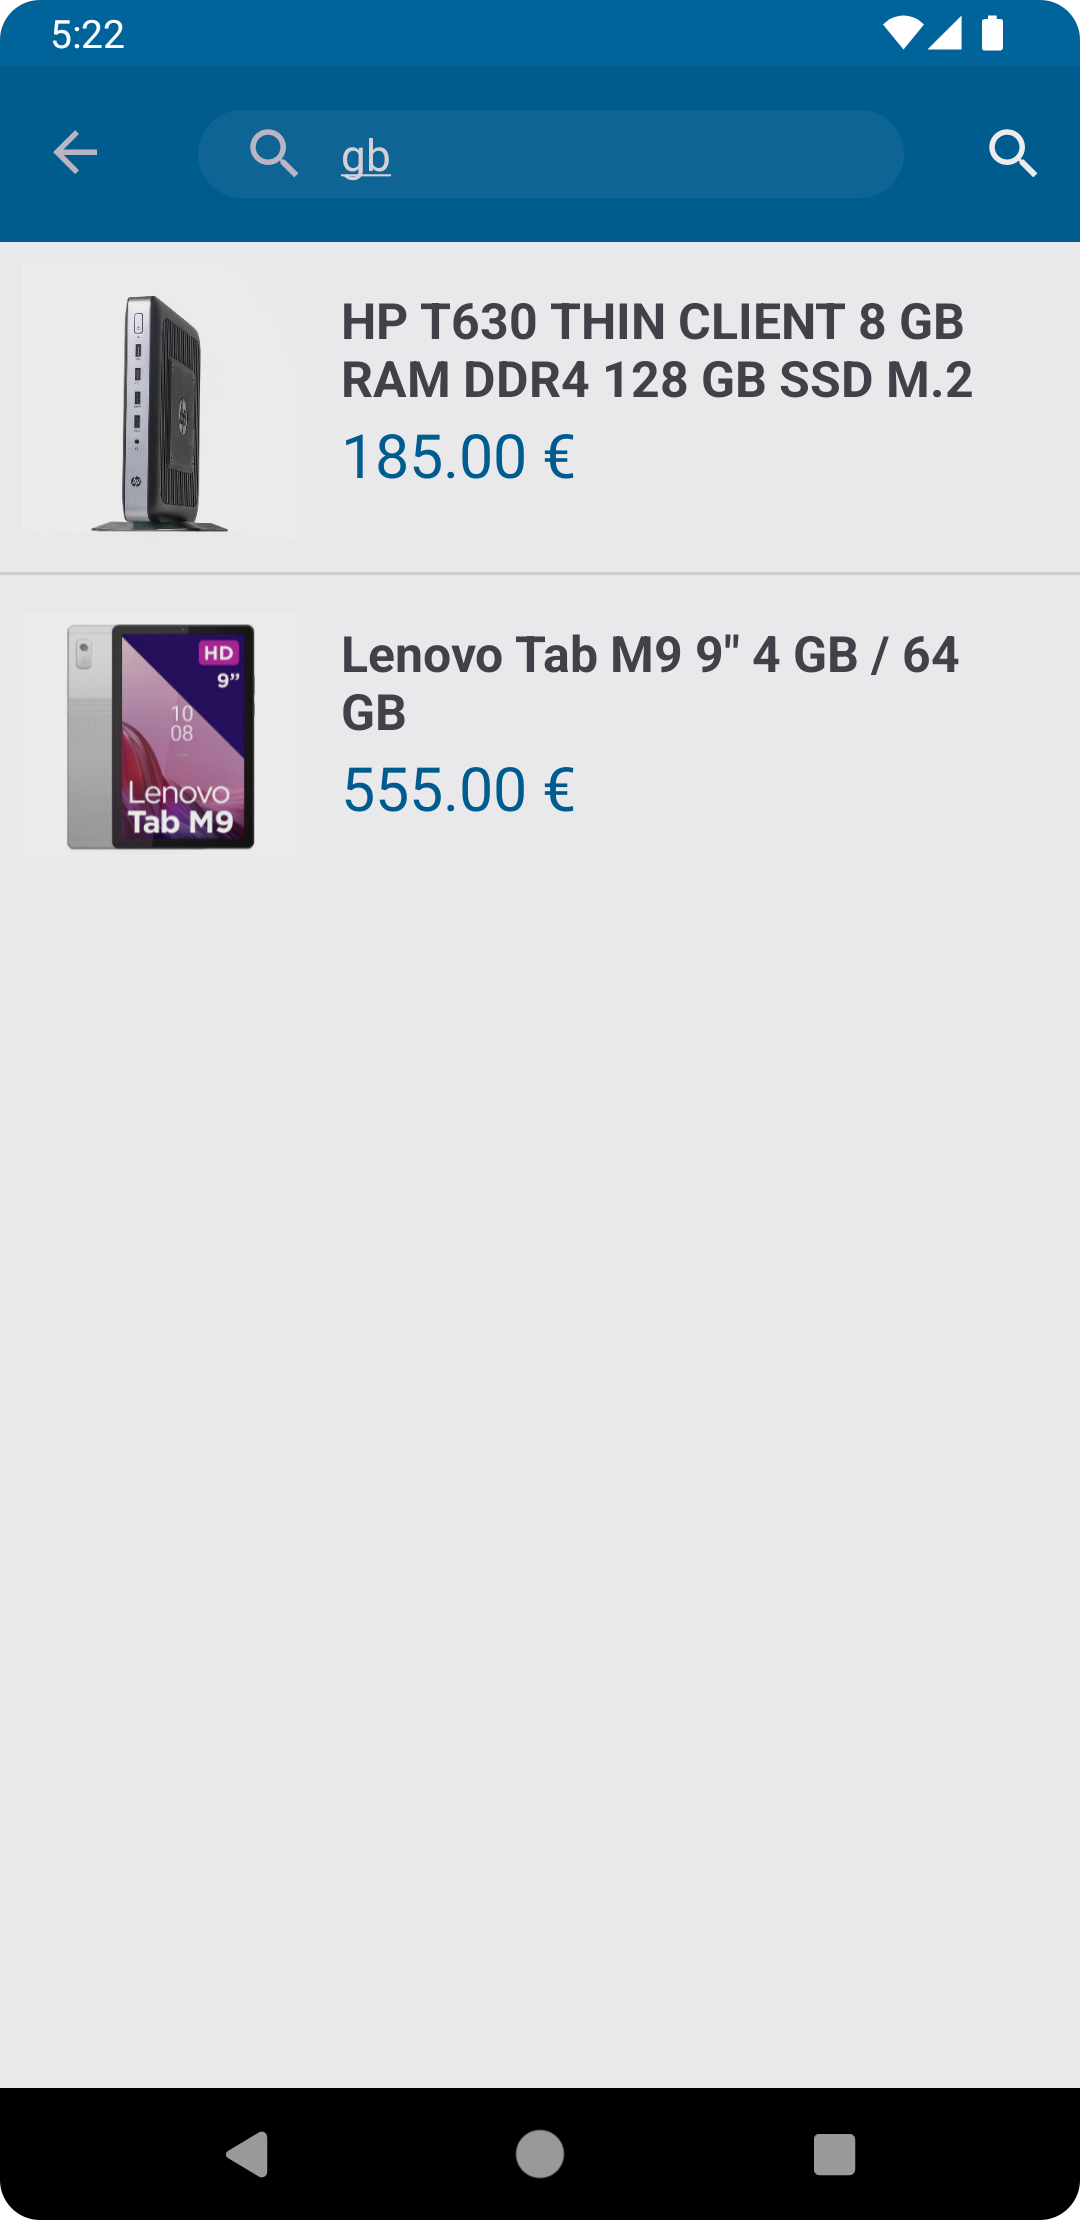 5:22
gb
HP T630 THIN CLIENT 8 GB
RAM DDR4 128 GB SSD M.2
185.00 €
HD
9”
10
08
Lenovo
Tab M9
Lenovo Tab M9 9" 4 GB / 64
GB
555.00 €